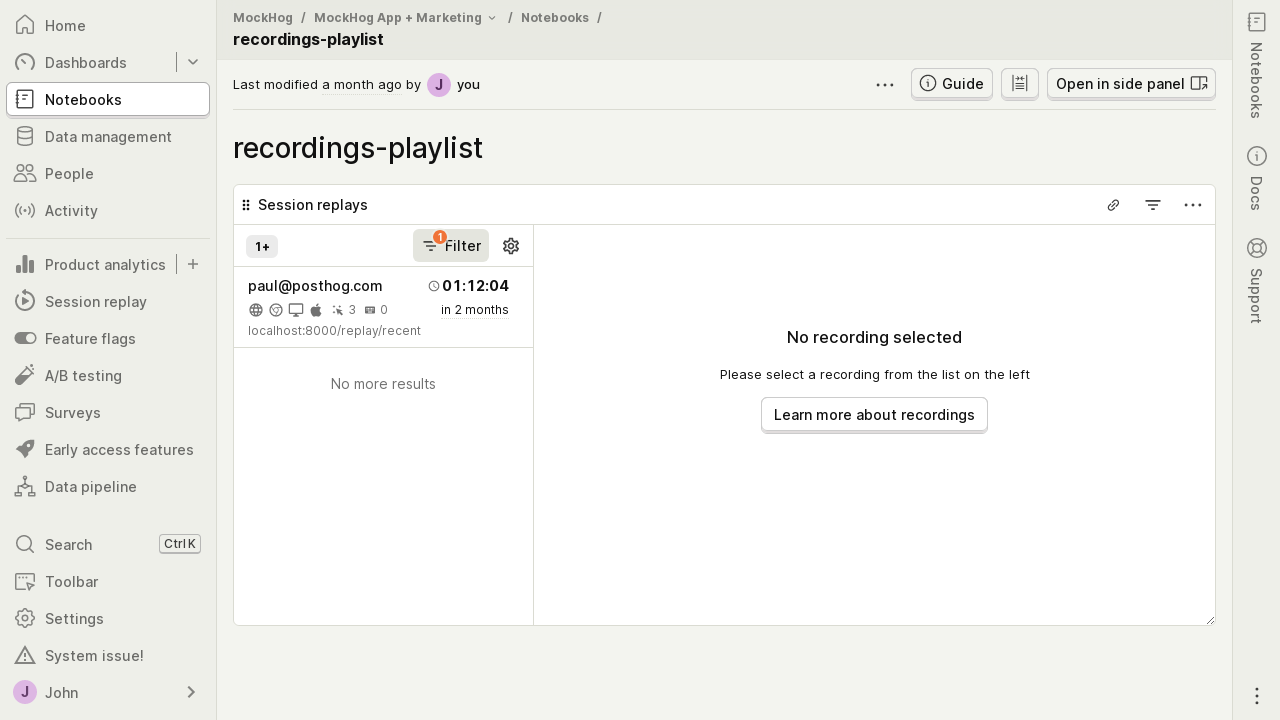 Home
Dashboards
Notebooks
Data management
People
Activity
Product analytics
Session replay
Feature flags
A/B testing
Surveys
Early access features
Data pipeline
Search Ctrl K
Toolbar
Settings
System issue!
J John
MockHog / MockHog App + Marketing / Notebooks /
recordings-playlist
Last modified a month ago by J you
Guide
Open in side panel
recordings-playlist
Session replays
1+
1 Filter
paul@posthog.com 01:12:04
3 0 in 2 months
localhost:8000/replay/recent
No more results
No recording selected
Please select a recording from the list on the left
Learn more about recordings
Notebooks
Docs
Support